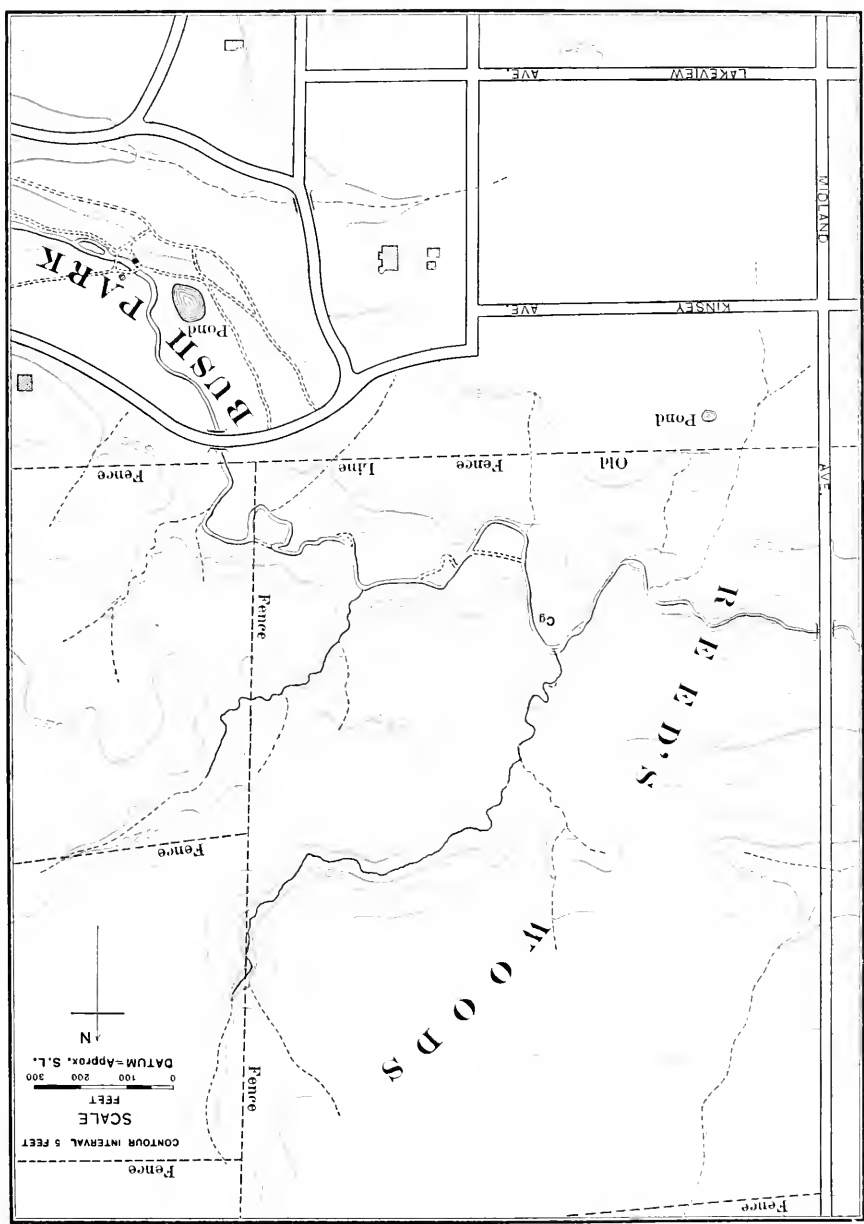 Fence
Fence
CONTOUR INTERVAL 5 FEET
SCALE
FEET
0 100 200 300
DATUM=Approx. S.L.
N
Fence
REED'S
WOODS
Fence
Cg
Fence
Old Fence Line Fence
Pond
BUSH PARK
Pond
KINSEY AVE.
MIDLAND AVE.
LAKEVIEW AVE.